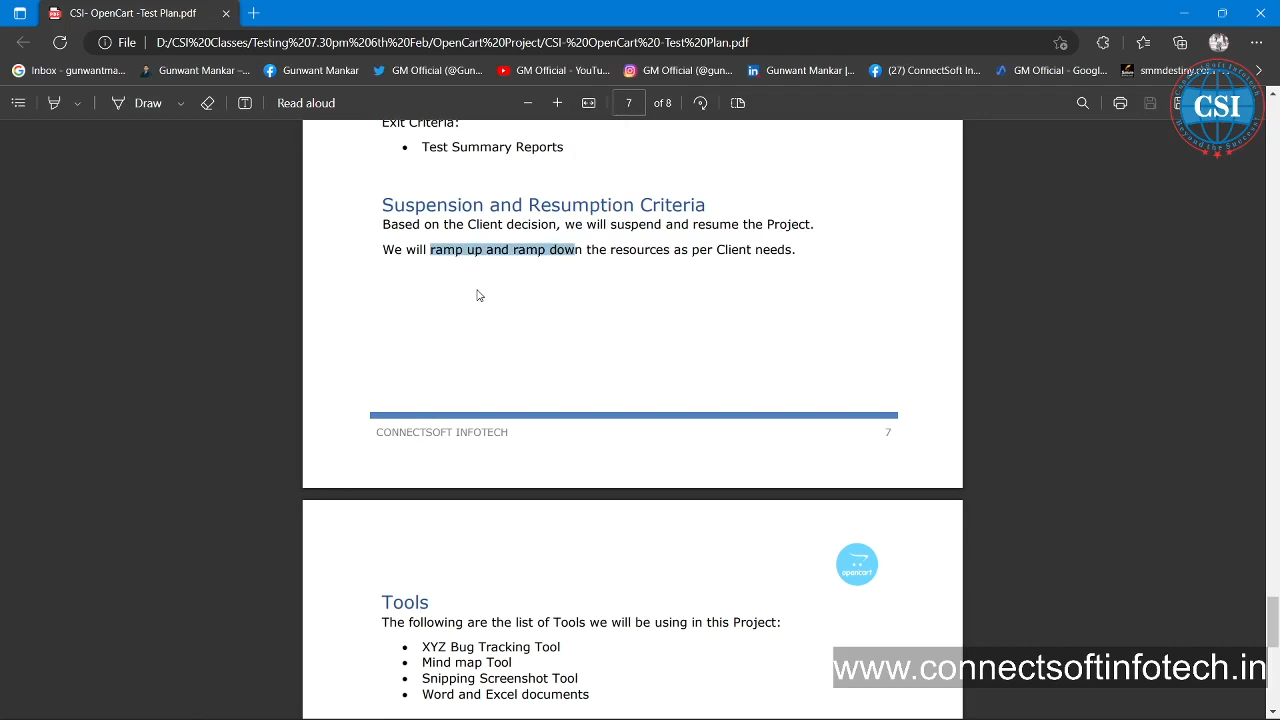 CSI- OpenCart -Test Plan.pdf
File
D:/CSI%20Classes/Testing%207.30pm%206th%20Feb/OpenCart%20Project/CSI-%20OpenCart%20-Test%20Plan.pdf
Inbox - gunwantma...
Gunwant Mankar –...
Gunwant Mankar
GM Official (@Gun...
GM Official - YouTu...
GM Official (@gun...
Gunwant Mankar |...
(27) ConnectSoft In...
GM Official - Googl...
smmdestiny.com -...
Draw
Read aloud
7
of 8
CSI
Beyond the Success
Exit Criteria:
• Test Summary Reports
Suspension and Resumption Criteria
Based on the Client decision, we will suspend and resume the Project.
We will ramp up and ramp down the resources as per Client needs.
CONNECTSOFT INFOTECH
7
opencart
Tools
The following are the list of Tools we will be using in this Project:
• XYZ Bug Tracking Tool
• Mind map Tool
• Snipping Screenshot Tool
• Word and Excel documents
www.connectsoftinfotech.in